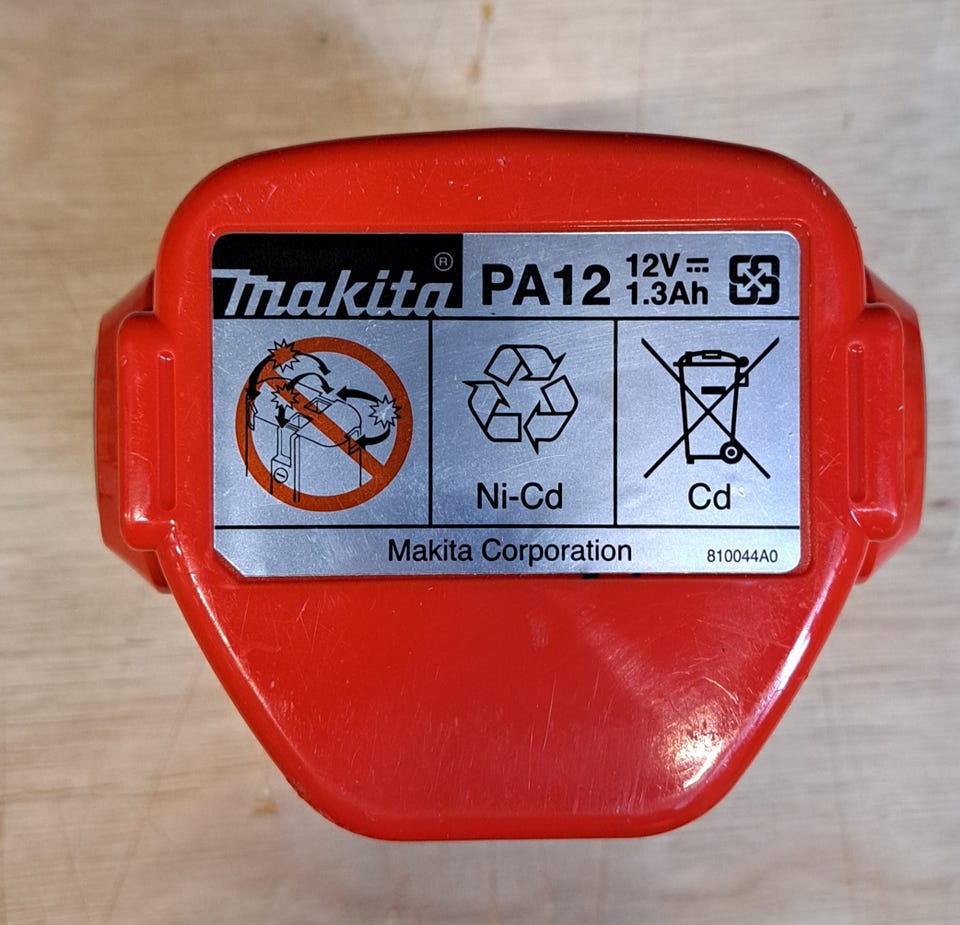 makita® PA12 12V⎓ 1.3Ah
Ni-Cd
Cd
Makita Corporation 810044A0